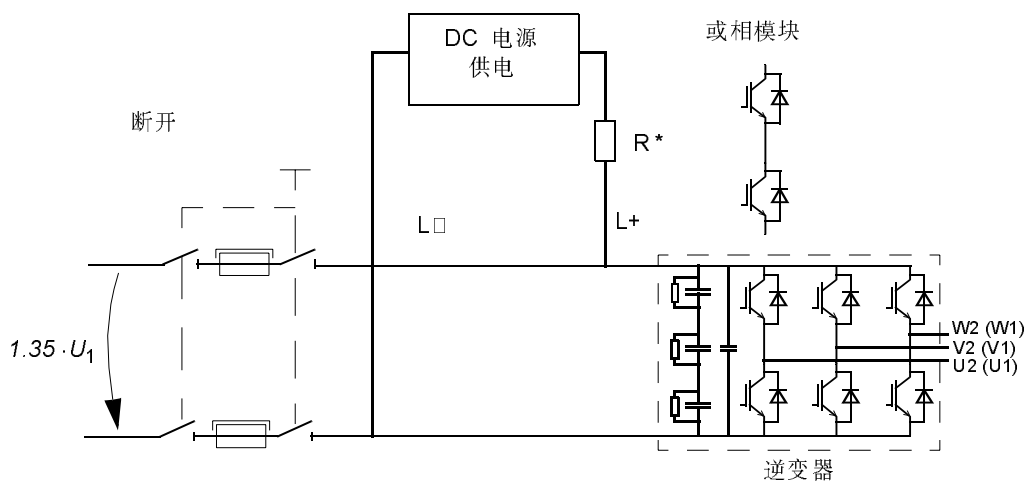 DC 电源
供电
或相模块
断开
R*
L□
L+
1.35·U1
W2 (W1)
V2 (V1)
U2 (U1)
逆变器